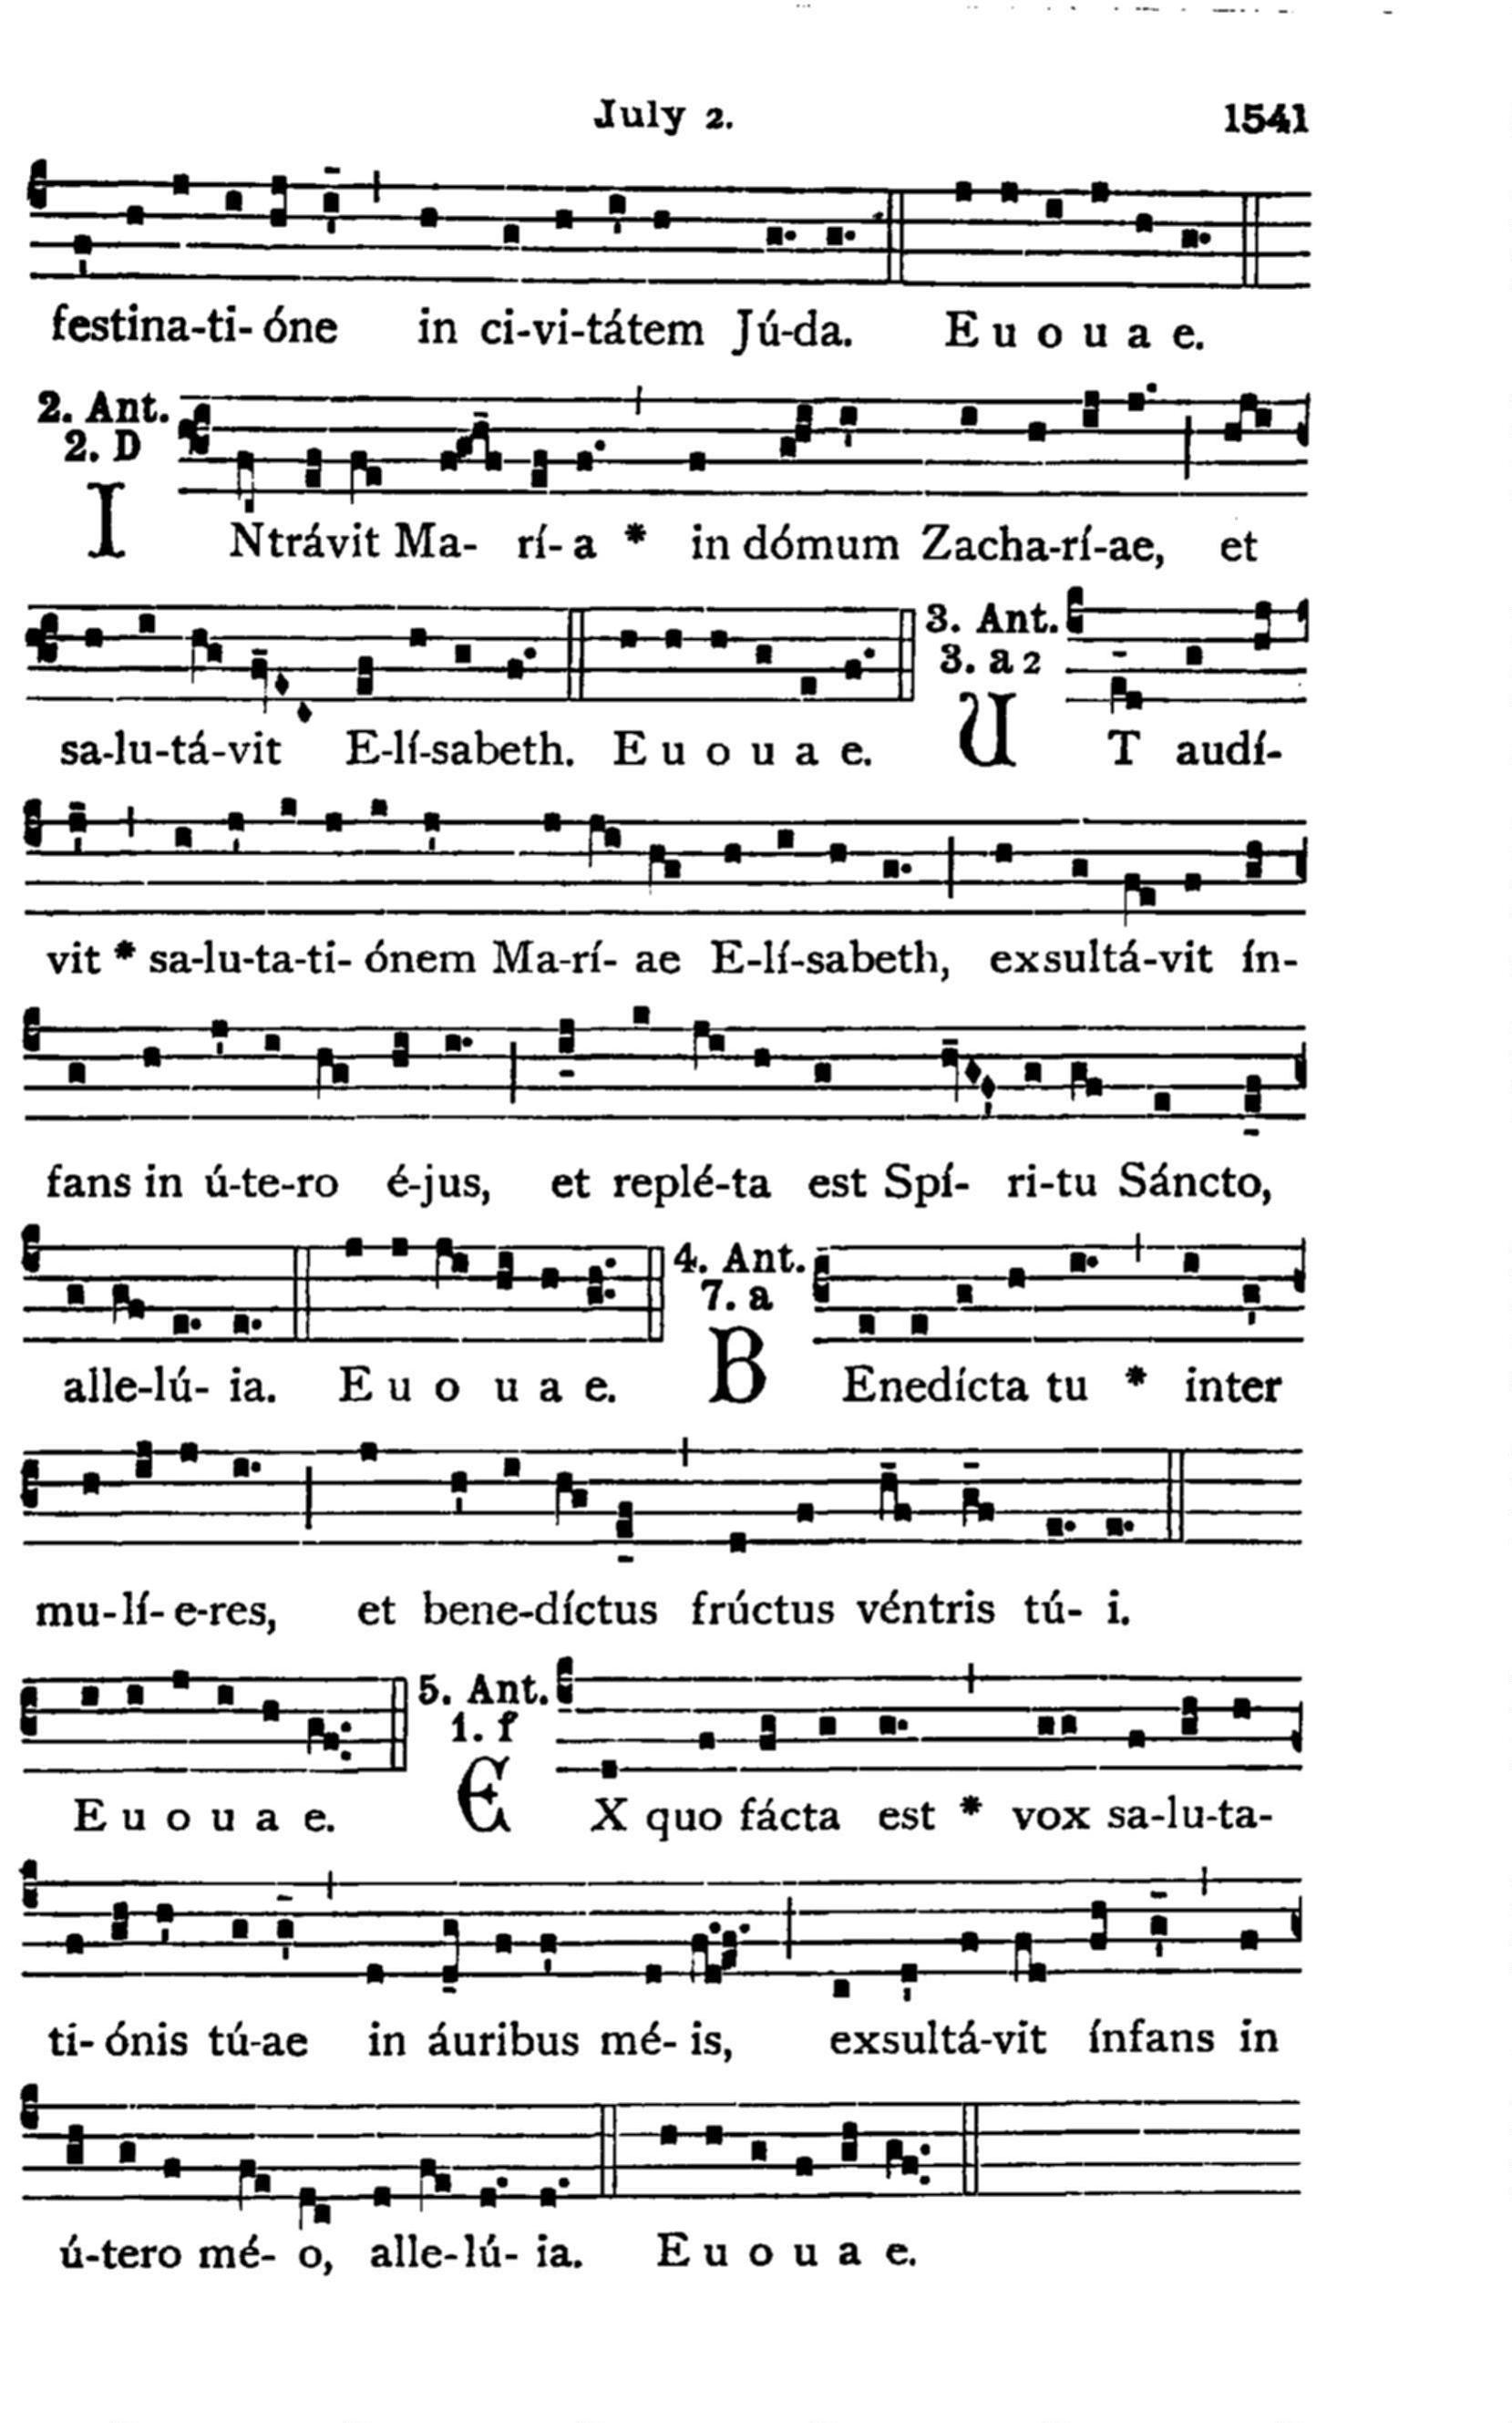 July 2. 1541
festina-ti-óne in ci-vi-tátem Jú-da. E u o u a e.
2. Ant.
2. D
INtrávit Ma- rí-a * in dómum Zacha-rí-ae, et
sa-lu-tá-vit E-lí-sabeth. E u o u a e. 3. Ant.
3. a 2
UT audí-
vit * sa-lu-ta-ti-ónem Ma-rí-ae E-lí-sabeth, exsultá-vit ín-
fans in ú-te-ro é-jus, et replé-ta est Spí-ri-tu Sáncto,
alle-lú-ia. E u o u a e. 4. Ant.
7. a
BEnedícta tu * inter
mu-lí-e-res, et bene-díctus frúctus véntris tú-i.
E u o u a e. 5. Ant.
1. f
EX quo fácta est * vox sa-lu-ta-
ti-ónis tú-ae in áuribus mé-is, exsultá-vit ínfans in
ú-tero mé-o, alle-lú-ia. E u o u a e.